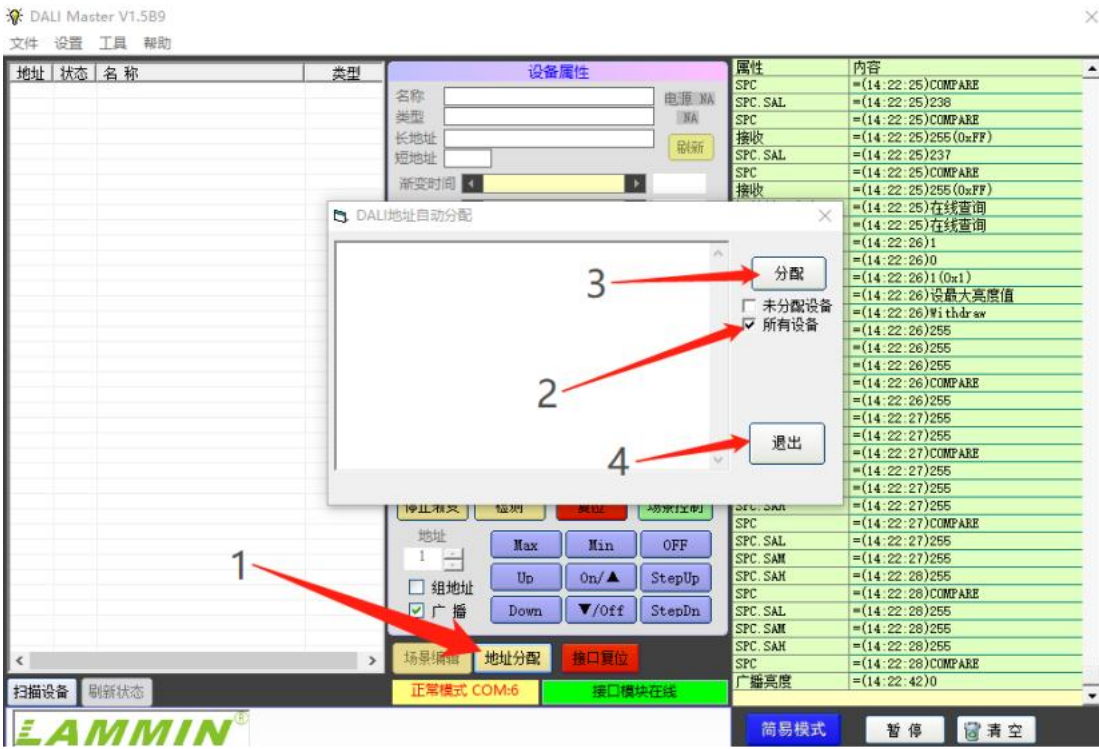 DALI Master V1.5B9
文件 设置 工具 帮助
地址 状态 名 称 类型
设备属性
名称
电源 NA
类型
NA
长地址
刷新
短地址
渐变时间
属性 内容
SPC =(14:22:25)COMPARE
SPC.SAL =(14:22:25)238
SPC =(14:22:25)COMPARE
接收 =(14:22:25)255(0xFF)
SPC.SAL =(14:22:25)237
SPC =(14:22:25)COMPARE
接收 =(14:22:25)255(0xFF)
=(14:22:25)在线查询
=(14:22:25)在线查询
=(14:22:26)1
=(14:22:26)0
=(14:22:26)1(0x1)
=(14:22:26)设最大亮度值
=(14:22:26)Withdraw
=(14:22:26)255
=(14:22:26)255
=(14:22:26)255
=(14:22:26)COMPARE
=(14:22:26)255
=(14:22:27)255
=(14:22:27)255
=(14:22:27)COMPARE
=(14:22:27)255
=(14:22:27)255
SPC.SAH =(14:22:27)255
SPC =(14:22:27)COMPARE
SPC.SAL =(14:22:27)255
SPC.SAM =(14:22:27)255
SPC.SAH =(14:22:28)255
SPC =(14:22:28)COMPARE
SPC.SAL =(14:22:28)255
SPC.SAM =(14:22:28)255
SPC.SAH =(14:22:28)255
SPC =(14:22:28)COMPARE
广播亮度 =(14:22:42)0
DALI地址自动分配
3
分配
未分配设备
所有设备
2
4
退出
停止渐变 检测 复位 场景控制
地址
1
Max Min OFF
组地址
Up On/▲ StepUp
广 播
Down ▼/Off StepDn
1
场景编辑 地址分配 接口复位
扫描设备 刷新状态
正常模式 COM:6 接口模块在线
LAMMIN®
简易模式 暂 停 清 空